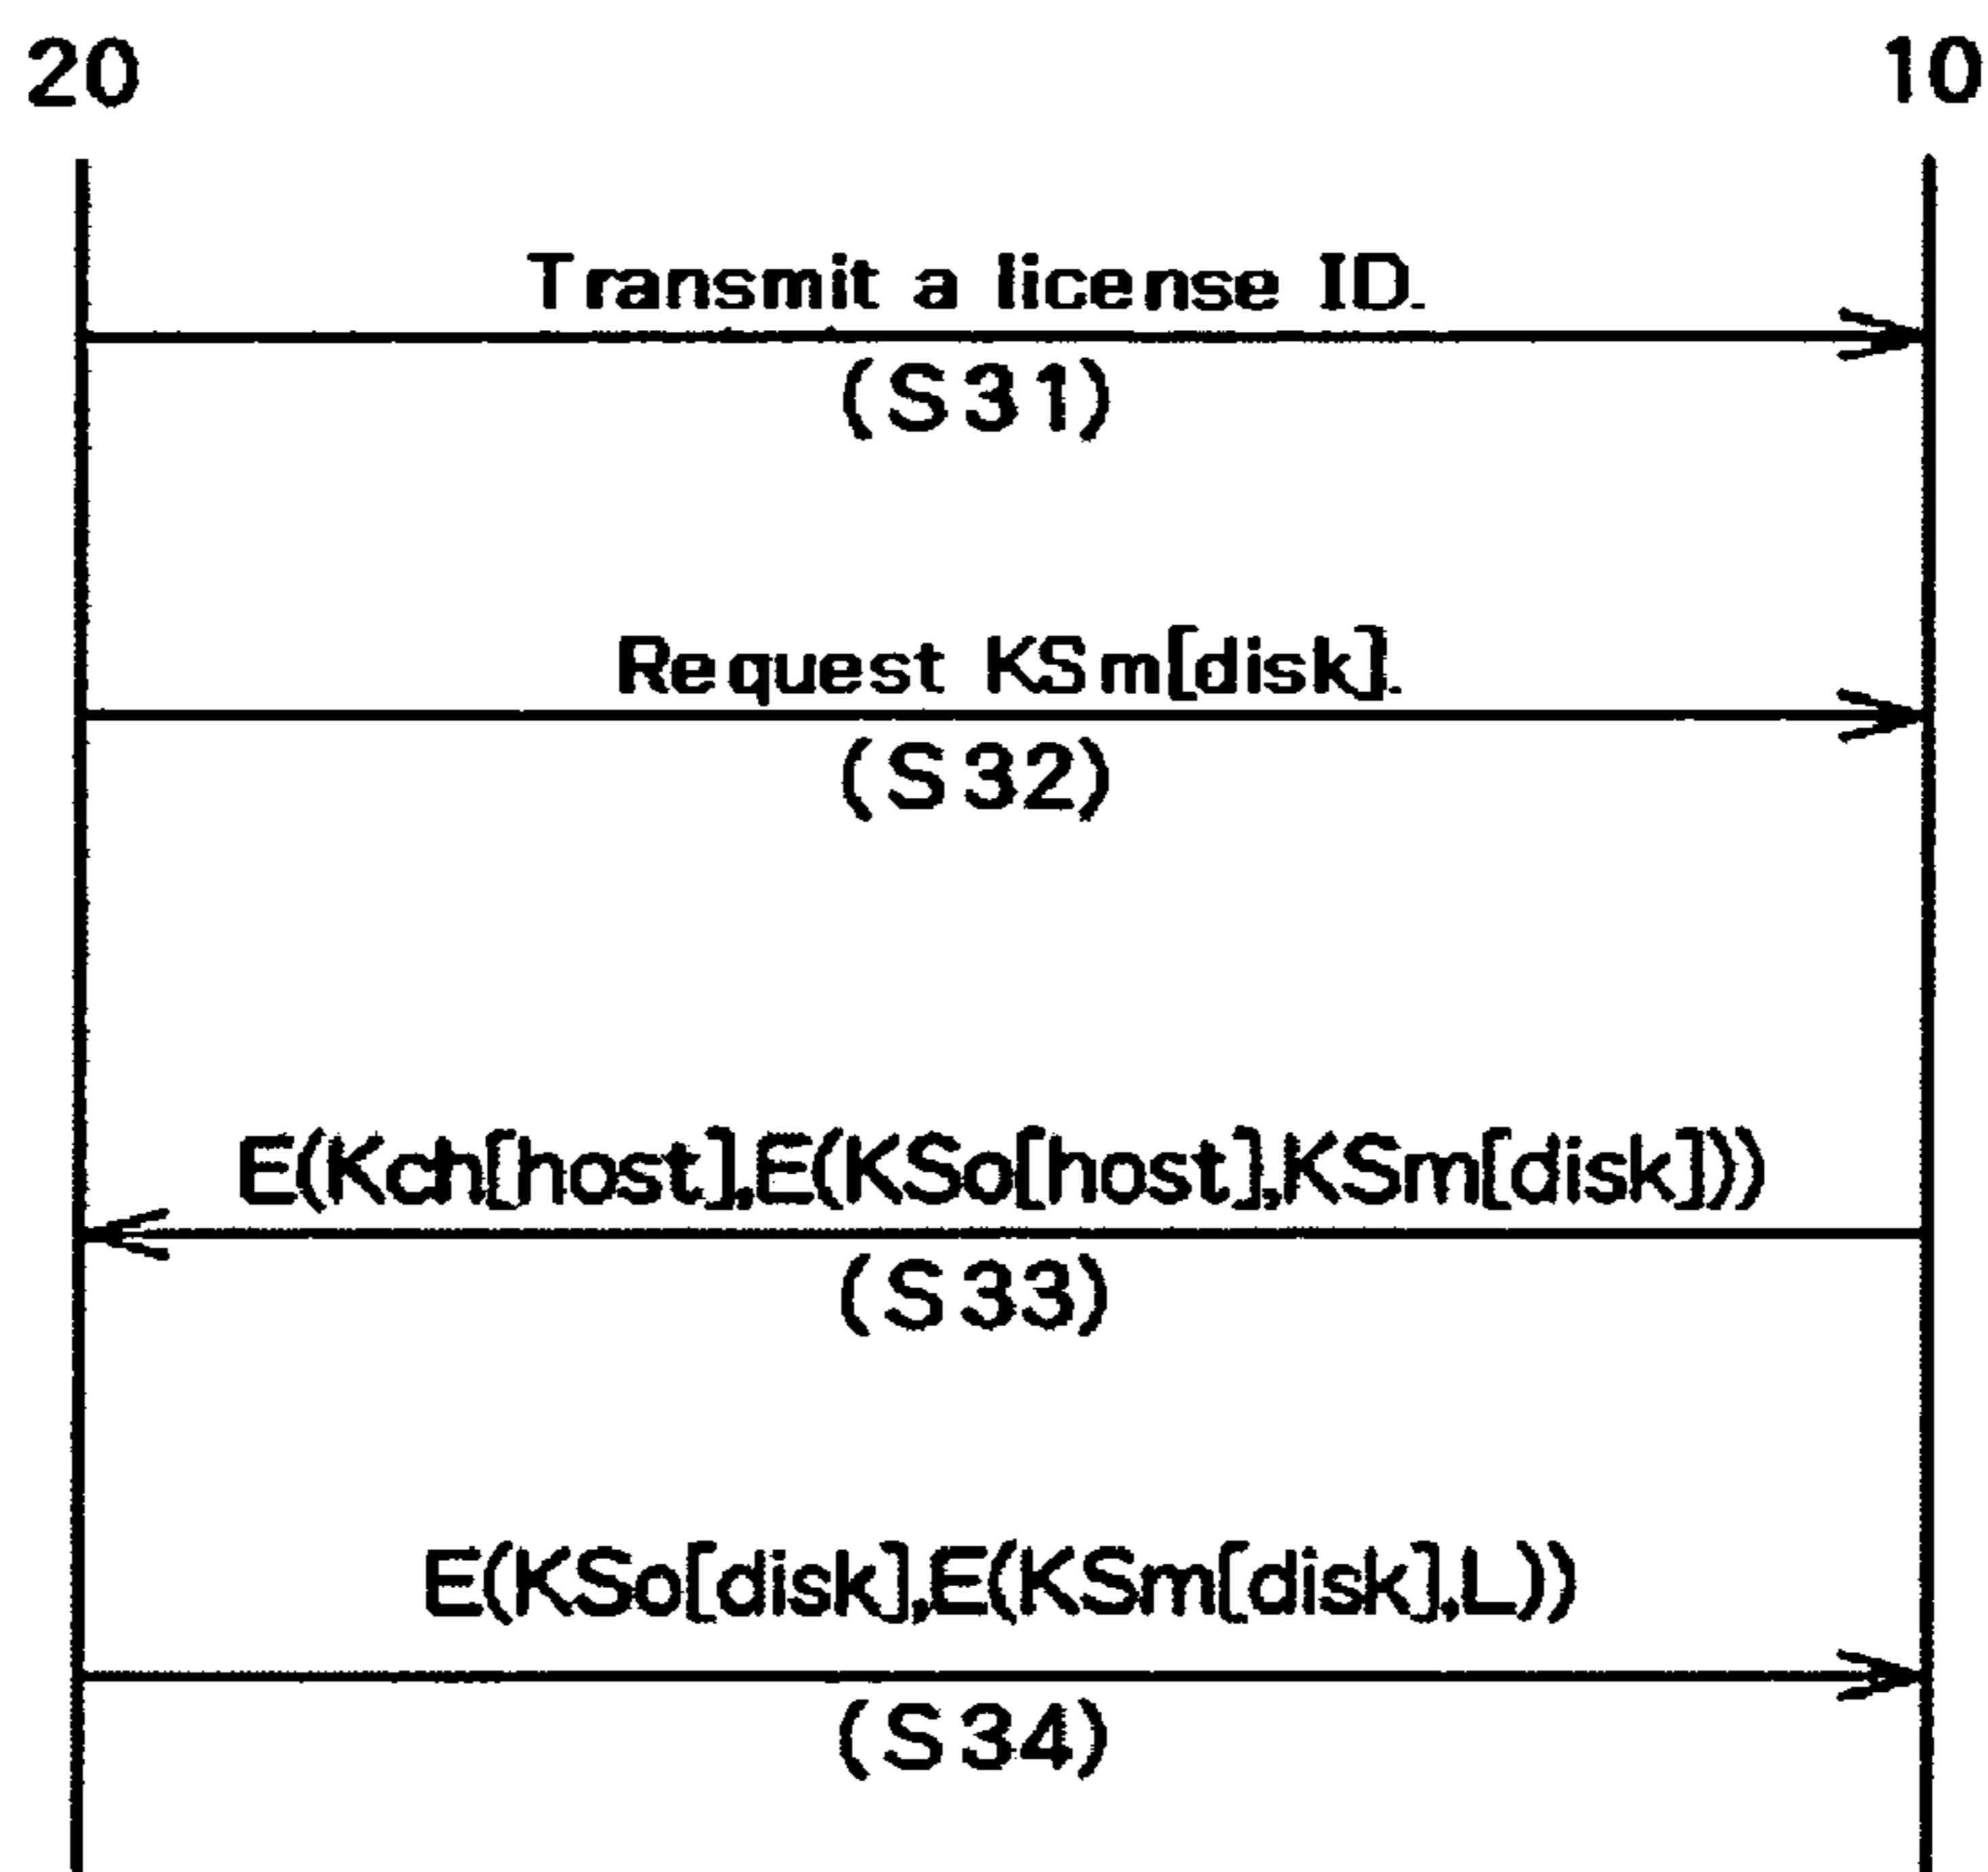 20 10
Transmit a license ID.
(S31)
Request KSm[disk].
(S32)
E(Kch[host],E(KSo[host],KSm[disk]))
(S33)
E(KSo[disk],E(KSm[disk],L))
(S34)